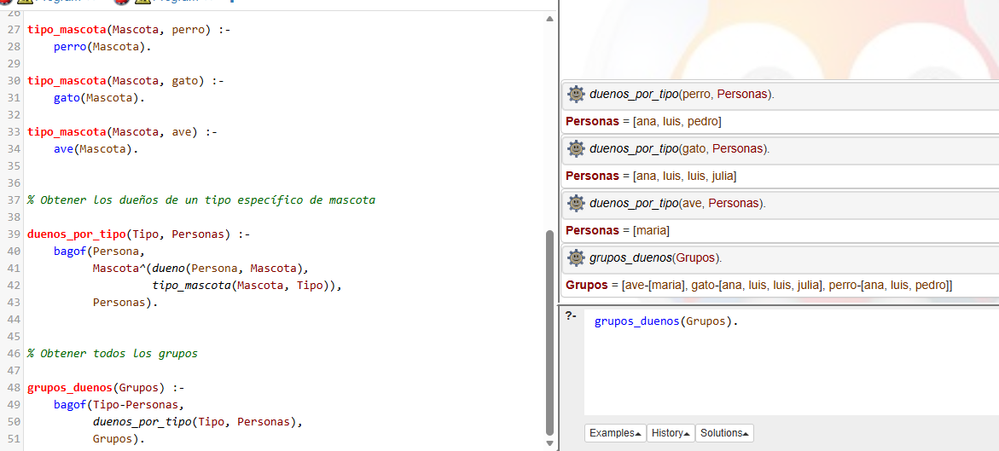 Program
Program
26
27 tipo_mascota(Mascota, perro) :-
28     perro(Mascota).
29
30 tipo_mascota(Mascota, gato) :-
31     gato(Mascota).
32
33 tipo_mascota(Mascota, ave) :-
34     ave(Mascota).
35
36
37 % Obtener los dueños de un tipo específico de mascota
38
39 duenos_por_tipo(Tipo, Personas) :-
40     bagof(Persona,
41           Mascota^(dueno(Persona, Mascota),
42                    tipo_mascota(Mascota, Tipo)),
43           Personas).
44
45
46 % Obtener todos los grupos
47
48 grupos_duenos(Grupos) :-
49     bagof(Tipo-Personas,
50           duenos_por_tipo(Tipo, Personas),
51           Grupos).
duenos_por_tipo(perro, Personas).
Personas = [ana, luis, pedro]
duenos_por_tipo(gato, Personas).
Personas = [ana, luis, luis, julia]
duenos_por_tipo(ave, Personas).
Personas = [maria]
grupos_duenos(Grupos).
Grupos = [ave-[maria], gato-[ana, luis, luis, julia], perro-[ana, luis, pedro]]
?- grupos_duenos(Grupos).
Examples History Solutions